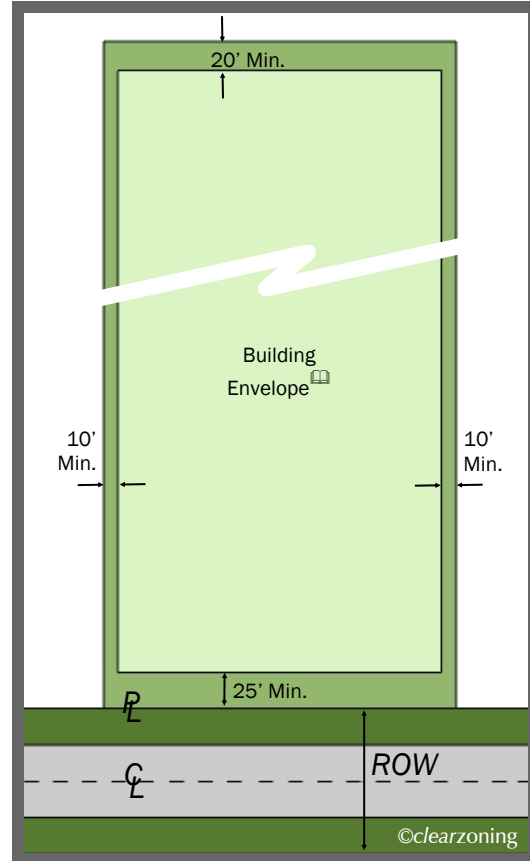 20’ Min.
Building
Envelope
10’
Min.
10’
Min.
25’ Min.
PL
CL
ROW
©clearzoning